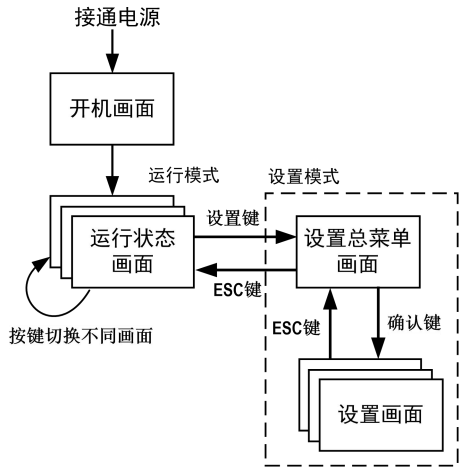 接通电源
开机画面
运行模式
设置模式
运行状态
画面
设置键
设置总菜单
画面
ESC键
ESC键
确认键
按键切换不同画面
设置画面